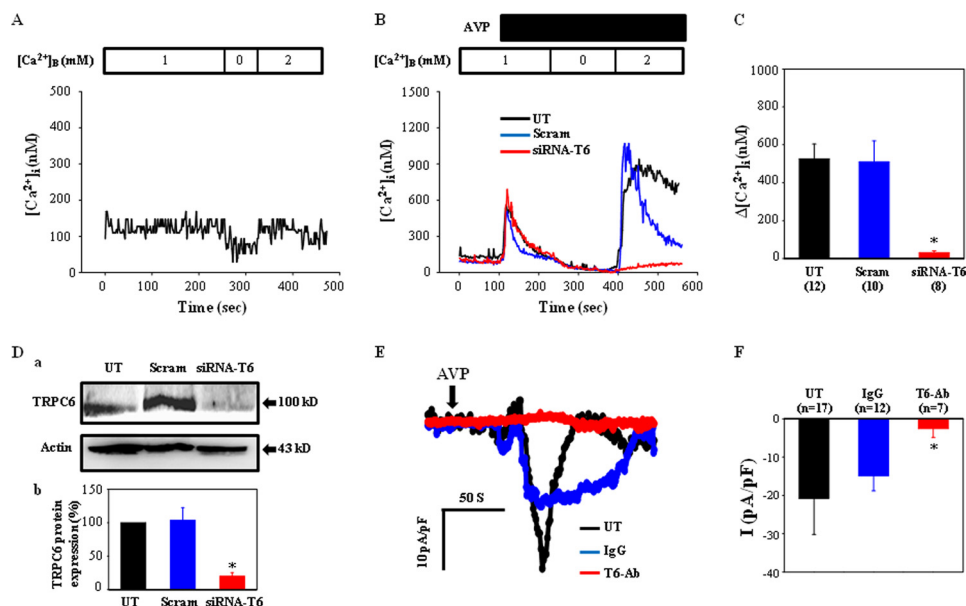 A
[Ca²⁺]B (mM)
1 0 2
[Ca²⁺]i(nM)
500
400
300
200
100
0
0 100 200 300 400 500
Time (sec)
B
AVP
[Ca²⁺]B (mM)
1 0 2
[Ca²⁺]i(nM)
1500
1200
900
600
300
0
UT
Scram
siRNA-T6
0 100 200 300 400 500 600
Time (sec)
C
Δ[Ca²⁺]i(nM)
1000
800
600
400
200
0
*
UT Scram siRNA-T6
(12) (10) (8)
D
a
UT Scram siRNA-T6
TRPC6 100 kD
Actin 43 kD
b
TRPC6 protein
expression (%)
150
100
50
0
*
UT Scram siRNA-T6
E
AVP
50 S
10pA/pF
UT
IgG
T6-Ab
F
UT IgG T6-Ab
(n=17) (n=12) (n=7)
I (pA/pF)
0
-10
-20
-30
-40
*